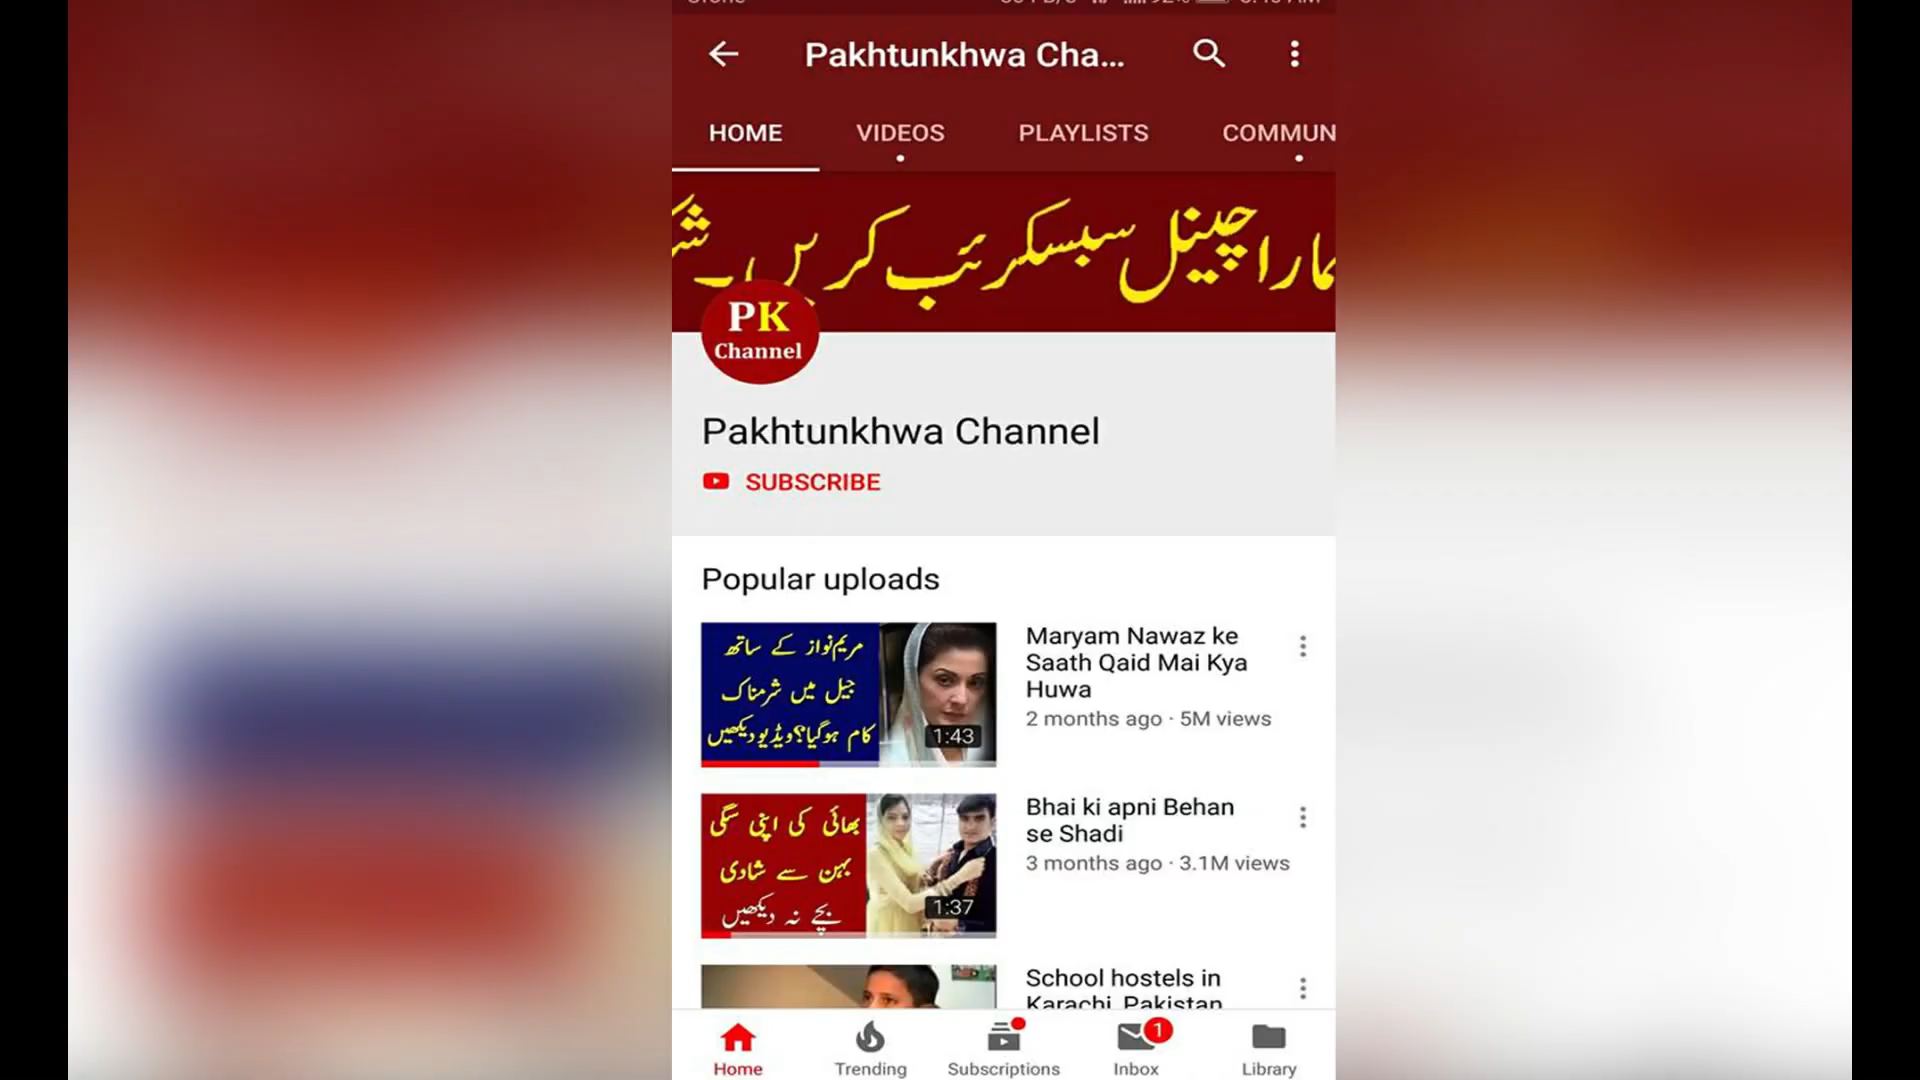 Pakhtunkhwa Cha...
HOME VIDEOS PLAYLISTS COMMUN
چینل سبسکرائب کریں۔
PK
Channel
Pakhtunkhwa Channel
SUBSCRIBE
Popular uploads
مریم نواز کے ساتھ
جیل میں شرمناک
کام ہوگیا؟ ویڈیو دیکھیں
1:43
Maryam Nawaz ke
Saath Qaid Mai Kya
Huwa
2 months ago · 5M views
بھائی کی اپنی سگی
بہن سے شادی
بچے نہ دیکھیں
1:37
Bhai ki apni Behan
se Shadi
3 months ago · 3.1M views
School hostels in
Karachi, Pakistan
Home Trending Subscriptions 1 Inbox Library